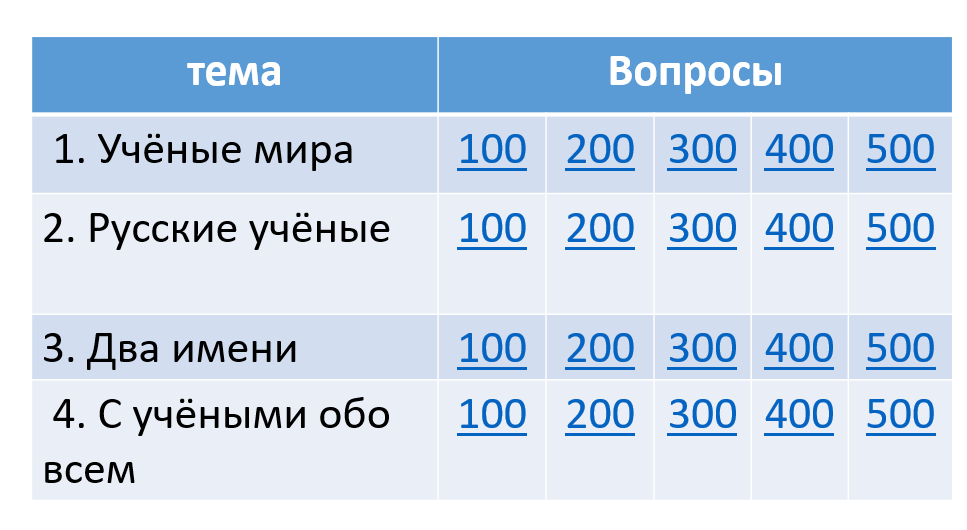 тема Вопросы
1. Учёные мира 100 200 300 400 500
2. Русские учёные 100 200 300 400 500
3. Два имени 100 200 300 400 500
4. С учёными обо 100 200 300 400 500
всем